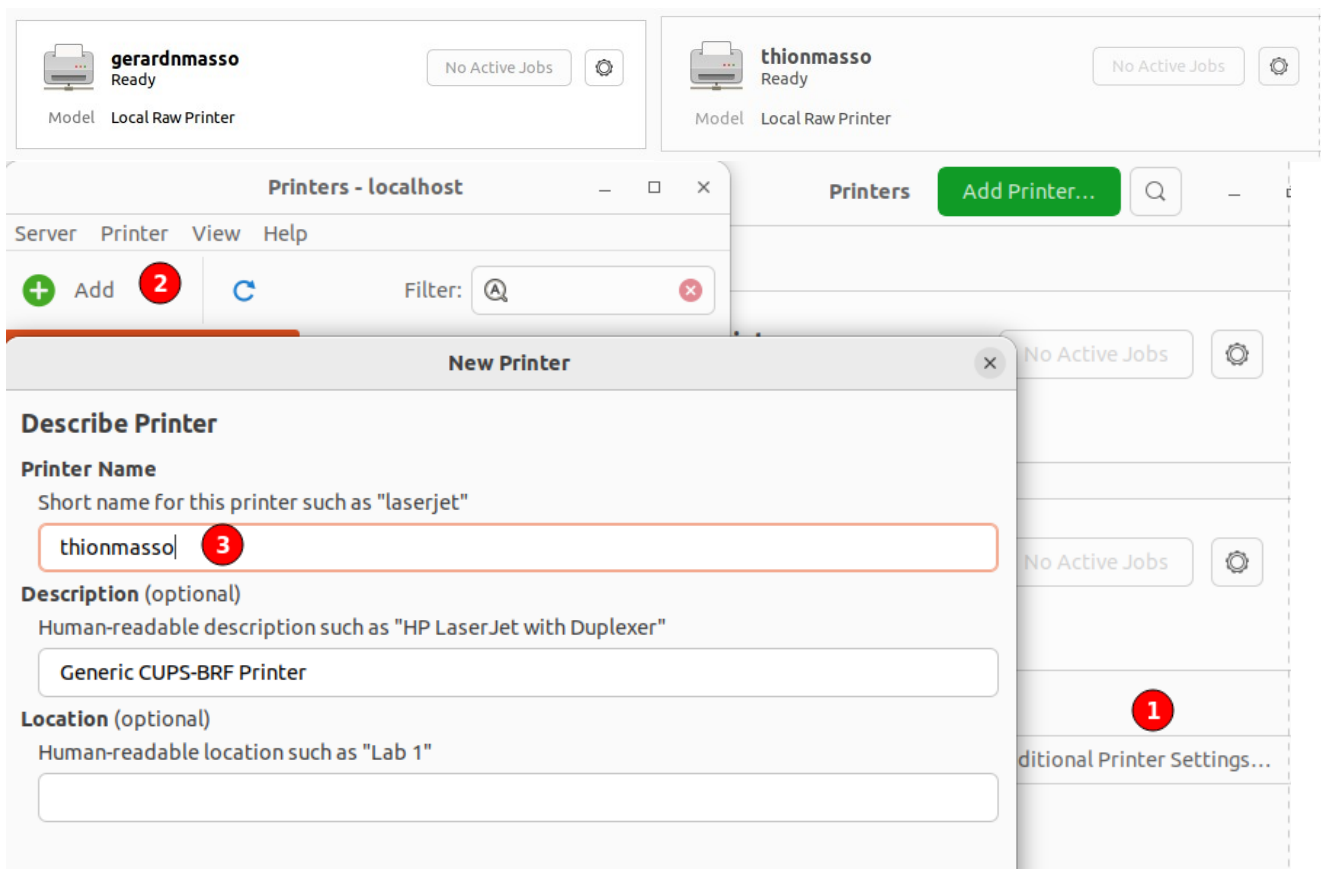 gerardnmasso
Ready
No Active Jobs
Model Local Raw Printer
thionmasso
Ready
No Active Jobs
Model Local Raw Printer
Printers - localhost
Server Printer View Help
Add 2
Filter:
Printers
Add Printer...
No Active Jobs
New Printer
Describe Printer
Printer Name
Short name for this printer such as "laserjet"
thionmasso 3
Description (optional)
Human-readable description such as "HP LaserJet with Duplexer"
Generic CUPS-BRF Printer
Location (optional)
Human-readable location such as "Lab 1"
No Active Jobs
1
ditional Printer Settings...